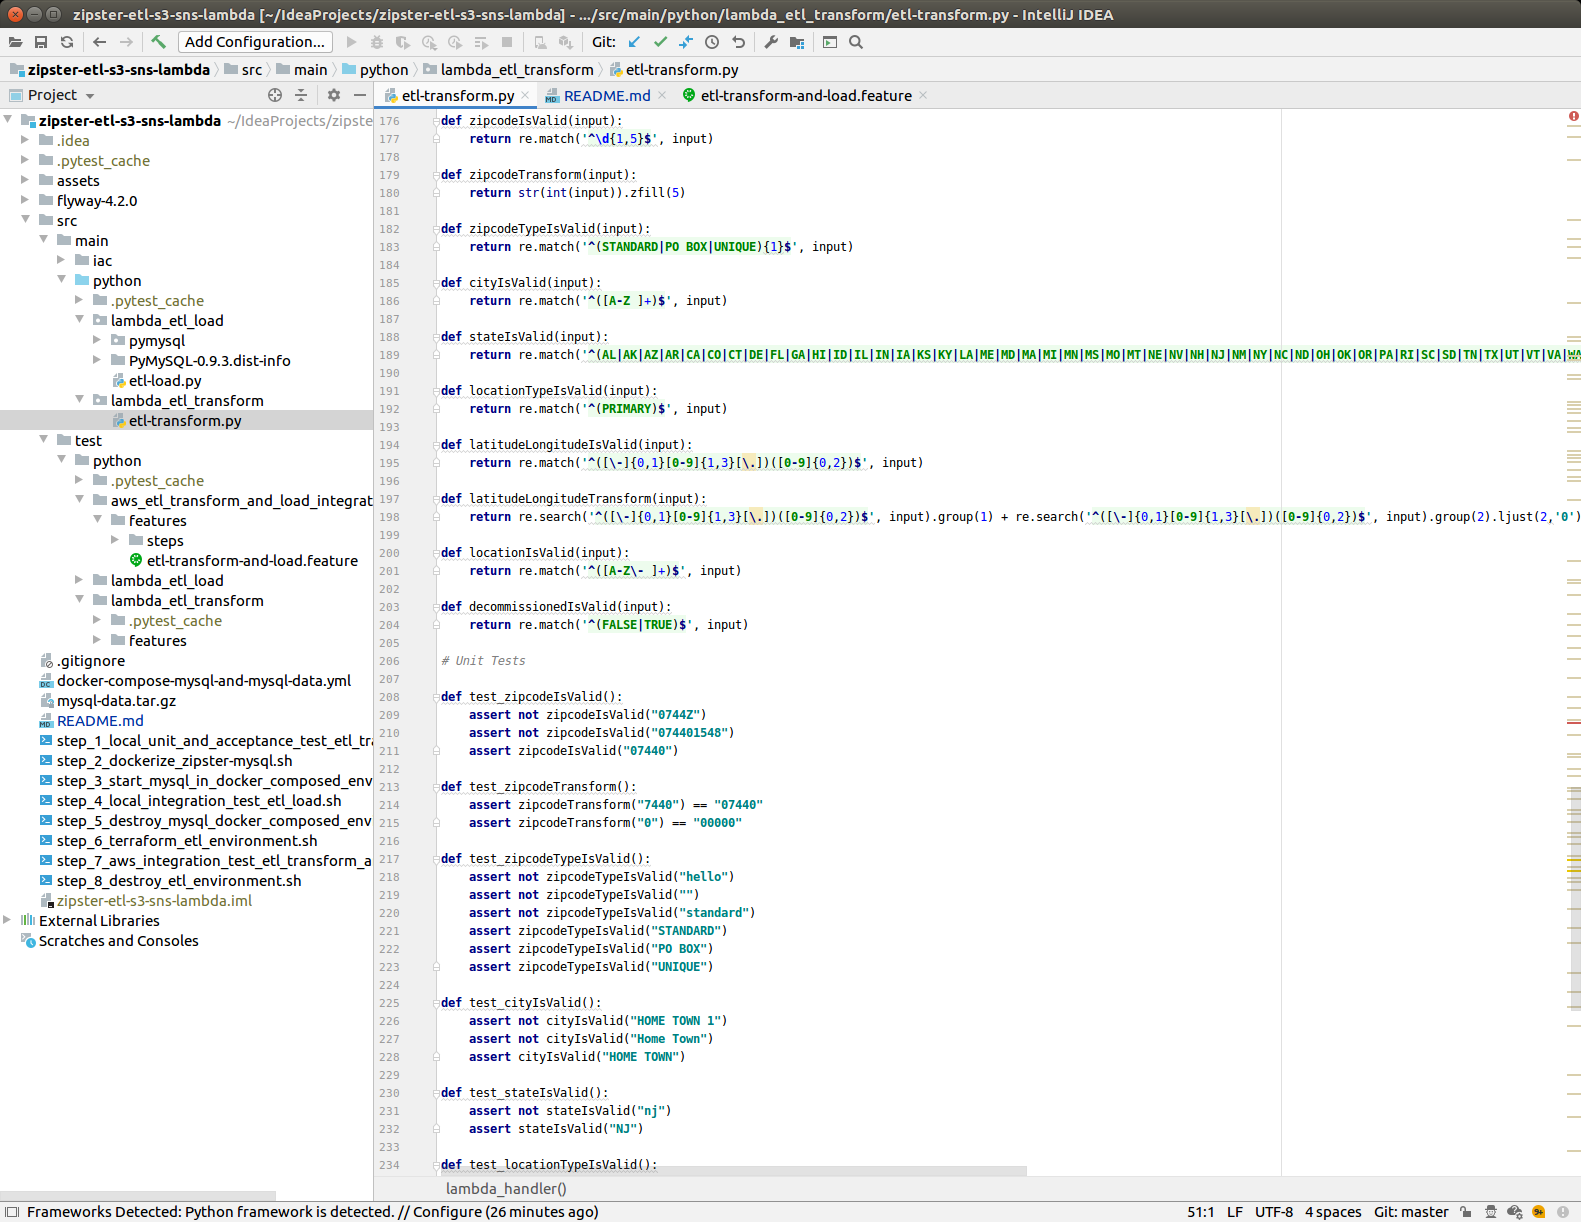 zipster-etl-s3-sns-lambda [~/IdeaProjects/zipster-etl-s3-sns-lambda] - .../src/main/python/lambda_etl_transform/etl-transform.py - IntelliJ IDEA
Add Configuration... Git:
zipster-etl-s3-sns-lambda src main python lambda_etl_transform etl-transform.py
Project
etl-transform.py README.md etl-transform-and-load.feature
zipster-etl-s3-sns-lambda ~/IdeaProjects/zipste
.idea
.pytest_cache
assets
flyway-4.2.0
src
main
iac
python
.pytest_cache
lambda_etl_load
pymysql
PyMySQL-0.9.3.dist-info
etl-load.py
lambda_etl_transform
etl-transform.py
test
python
.pytest_cache
aws_etl_transform_and_load_integrat
features
steps
etl-transform-and-load.feature
lambda_etl_load
lambda_etl_transform
.pytest_cache
features
.gitignore
docker-compose-mysql-and-mysql-data.yml
mysql-data.tar.gz
README.md
step_1_local_unit_and_acceptance_test_etl_tra
step_2_dockerize_zipster-mysql.sh
step_3_start_mysql_in_docker_composed_env
step_4_local_integration_test_etl_load.sh
step_5_destroy_mysql_docker_composed_env
step_6_terraform_etl_environment.sh
step_7_aws_integration_test_etl_transform_a
step_8_destroy_etl_environment.sh
zipster-etl-s3-sns-lambda.iml
External Libraries
Scratches and Consoles
176 def zipcodeIsValid(input):
177     return re.match('^\d{1,5}$', input)
178
179 def zipcodeTransform(input):
180     return str(int(input)).zfill(5)
181
182 def zipcodeTypeIsValid(input):
183     return re.match('^(STANDARD|PO BOX|UNIQUE){1}$', input)
184
185 def cityIsValid(input):
186     return re.match('^([A-Z ]+)$', input)
187
188 def stateIsValid(input):
189     return re.match('^(AL|AK|AZ|AR|CA|CO|CT|DE|FL|GA|HI|ID|IL|IN|IA|KS|KY|LA|ME|MD|MA|MI|MN|MS|MO|MT|NE|NV|NH|NJ|NM|NY|NC|ND|OH|OK|OR|PA|RI|SC|SD|TN|TX|UT|VT|VA|WA
190
191 def locationTypeIsValid(input):
192     return re.match('^(PRIMARY)$', input)
193
194 def latitudeLongitudeIsValid(input):
195     return re.match('^([\-]{0,1}[0-9]{1,3}[\.])([0-9]{0,2})$', input)
196
197 def latitudeLongitudeTransform(input):
198     return re.search('^([\-]{0,1}[0-9]{1,3}[\.])([0-9]{0,2})$', input).group(1) + re.search('^([\-]{0,1}[0-9]{1,3}[\.])([0-9]{0,2})$', input).group(2).ljust(2,'0')
199
200 def locationIsValid(input):
201     return re.match('^([A-Z\- ]+)$', input)
202
203 def decommissionedIsValid(input):
204     return re.match('^(FALSE|TRUE)$', input)
205
206 # Unit Tests
207
208 def test_zipcodeIsValid():
209     assert not zipcodeIsValid("0744Z")
210     assert not zipcodeIsValid("074401548")
211     assert zipcodeIsValid("07440")
212
213 def test_zipcodeTransform():
214     assert zipcodeTransform("7440") == "07440"
215     assert zipcodeTransform("0") == "00000"
216
217 def test_zipcodeTypeIsValid():
218     assert not zipcodeTypeIsValid("hello")
219     assert not zipcodeTypeIsValid("")
220     assert not zipcodeTypeIsValid("standard")
221     assert zipcodeTypeIsValid("STANDARD")
222     assert zipcodeTypeIsValid("PO BOX")
223     assert zipcodeTypeIsValid("UNIQUE")
224
225 def test_cityIsValid():
226     assert not cityIsValid("HOME TOWN 1")
227     assert not cityIsValid("Home Town")
228     assert cityIsValid("HOME TOWN")
229
230 def test_stateIsValid():
231     assert not stateIsValid("nj")
232     assert stateIsValid("NJ")
233
234 def test_locationTypeIsValid():
lambda_handler()
Frameworks Detected: Python framework is detected. // Configure (26 minutes ago) 51:1 LF UTF-8 4 spaces Git: master 9+